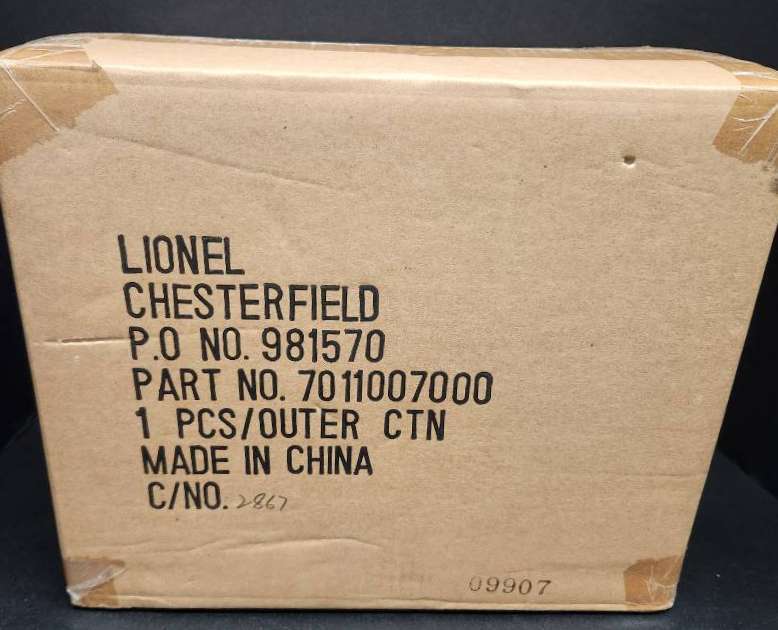 LIONEL
CHESTERFIELD
P.O NO. 981570
PART NO. 7011007000
1 PCS/OUTER CTN
MADE IN CHINA
C/NO. 2867
09907